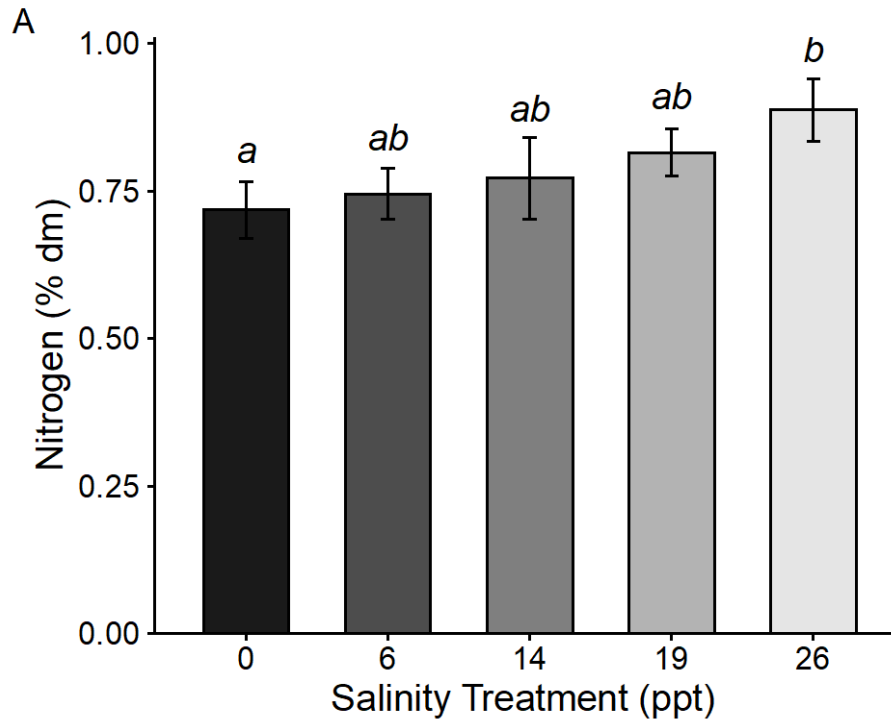 A
1.00
0.75
0.50
0.25
0.00
Nitrogen (% dm)
a
ab
ab
ab
b
0 6 14 19 26
Salinity Treatment (ppt)